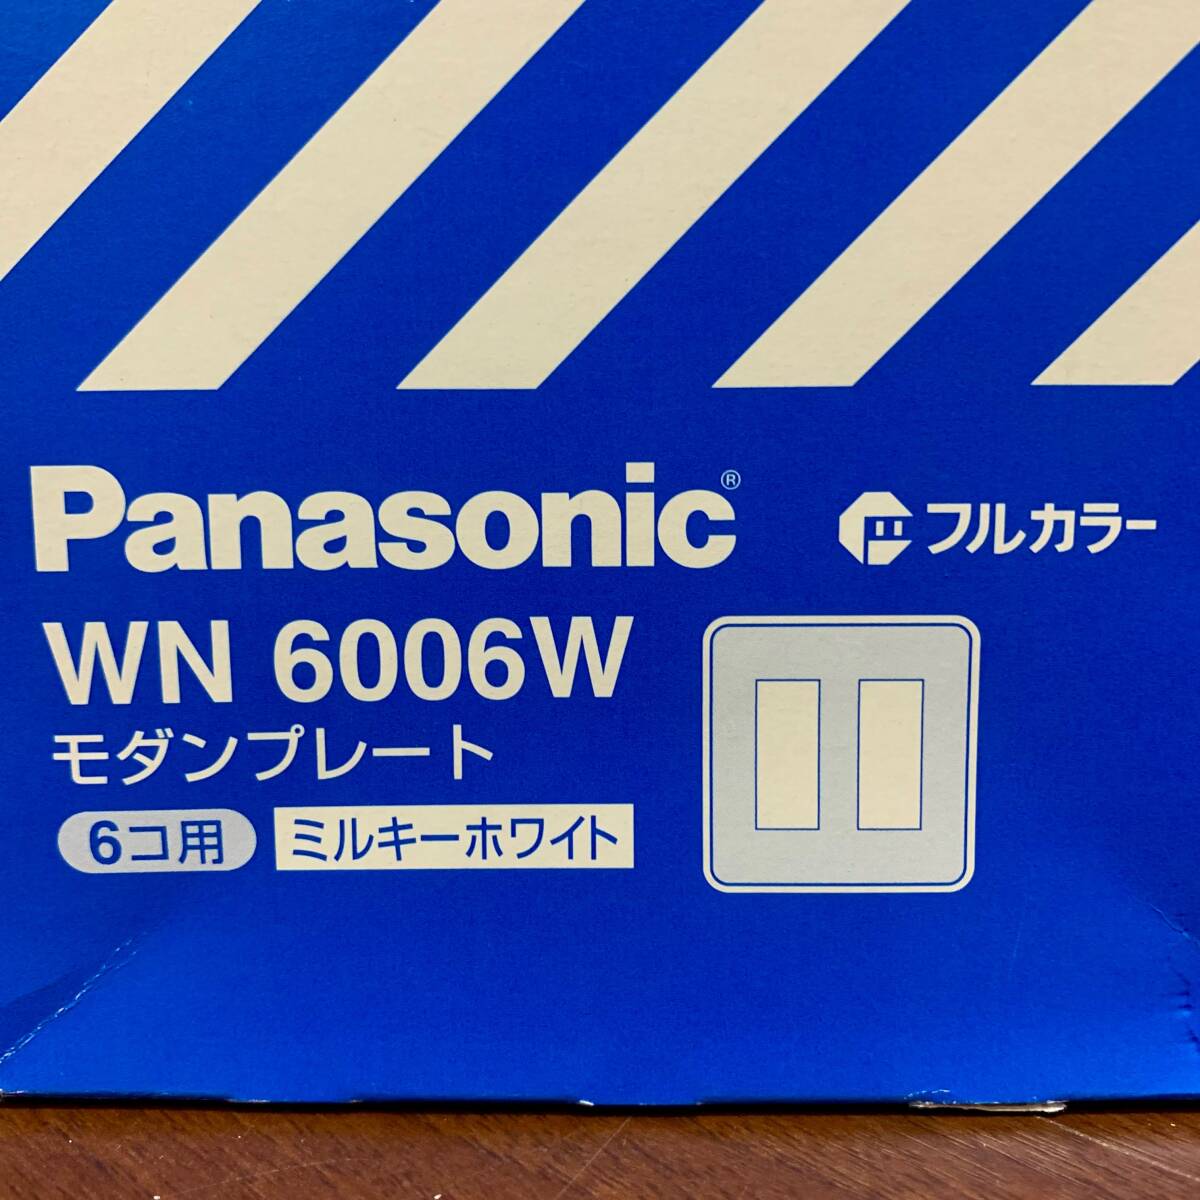 Panasonic®
フルカラー
WN 6006W
モダンプレート
6コ用 ミルキーホワイト